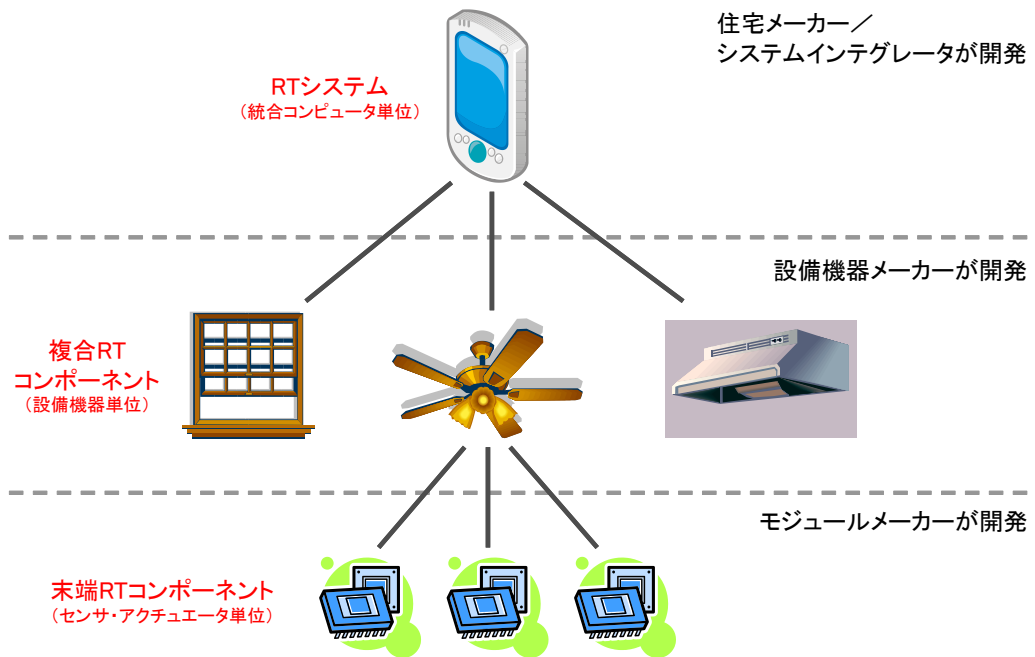 住宅メーカー／
システムインテグレータが開発
RTシステム
（統合コンピュータ単位）
設備機器メーカーが開発
複合RT
コンポーネント
（設備機器単位）
モジュールメーカーが開発
末端RTコンポーネント
（センサ・アクチュエータ単位）